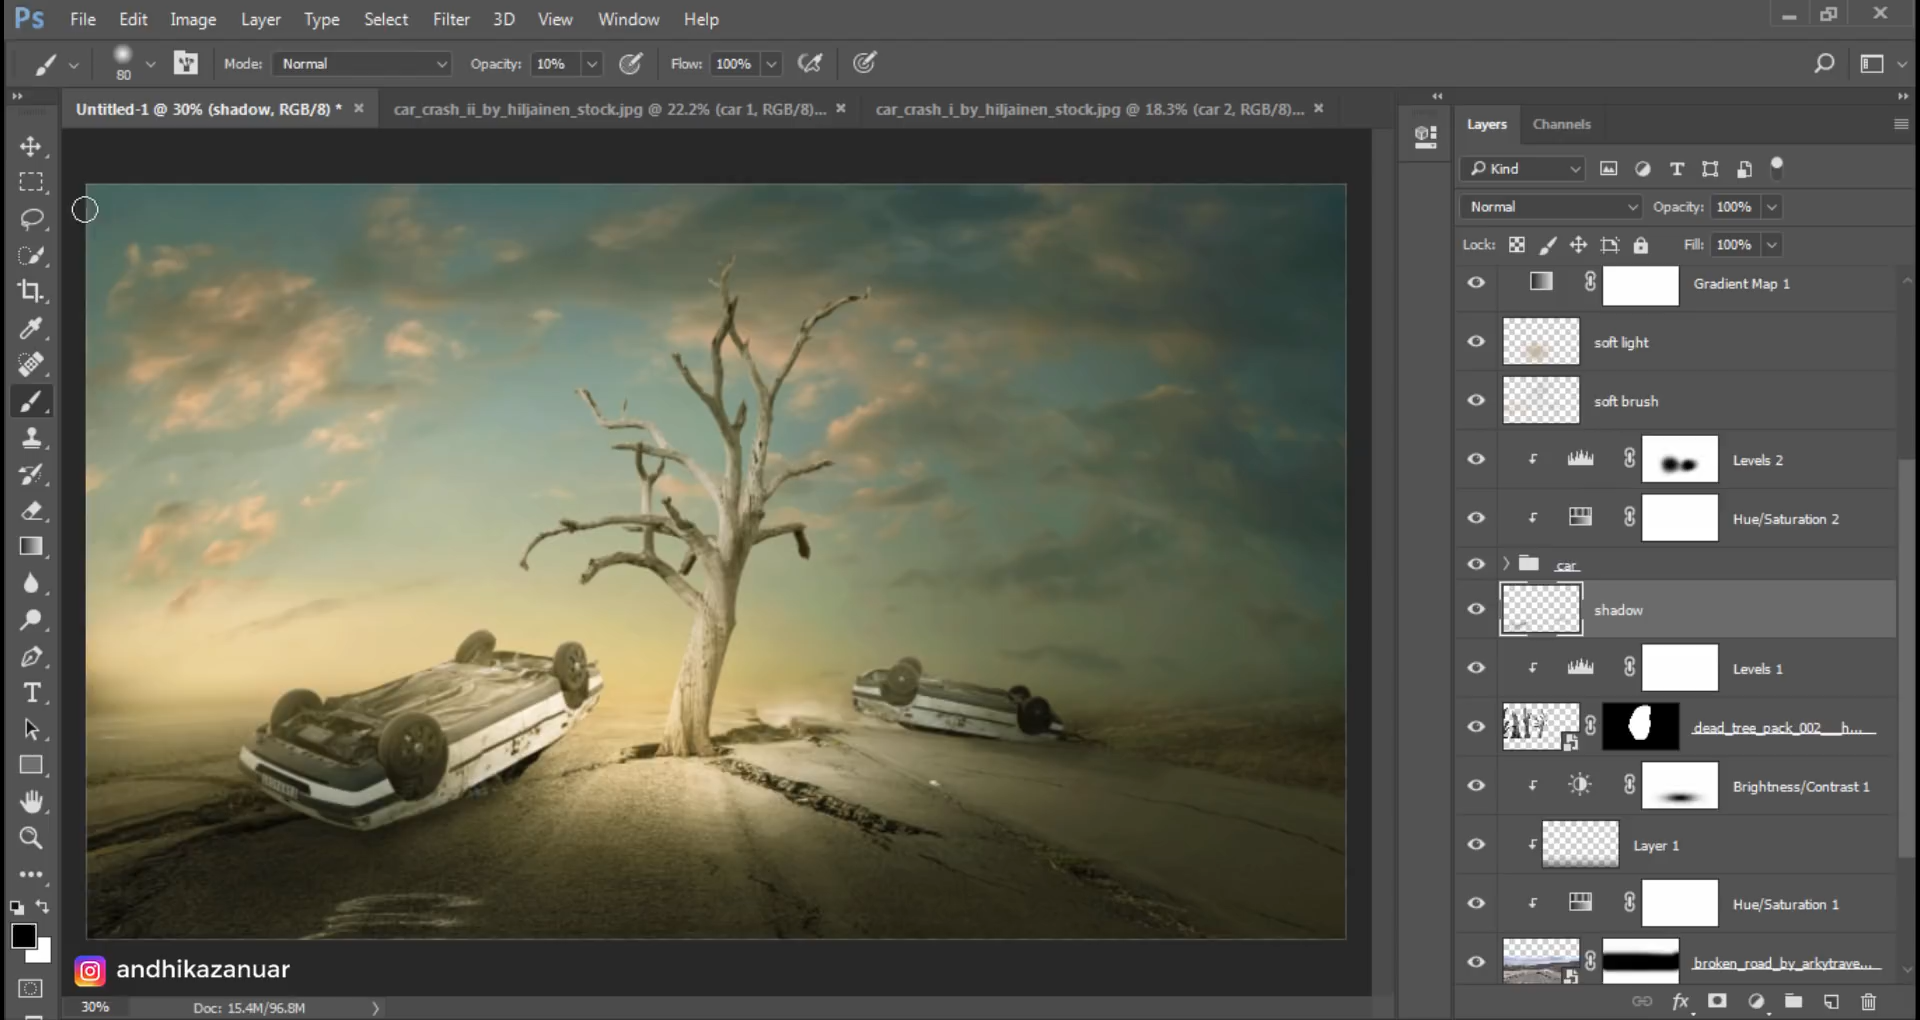 Ps File Edit Image Layer Type Select Filter 3D View Window Help
80 Mode: Normal Opacity: 10% Flow: 100%
Untitled-1 @ 30% (shadow, RGB/8) * × car_crash_ii_by_hiljainen_stock.jpg @ 22.2% (car 1, RGB/8)... × car_crash_i_by_hiljainen_stock.jpg @ 18.3% (car 2, RGB/8)... ×
Layers Channels
Kind
Normal Opacity: 100%
Lock: Fill: 100%
Gradient Map 1
soft light
soft brush
Levels 2
Hue/Saturation 2
car
shadow
Levels 1
dead_tree_pack_002___h...
Brightness/Contrast 1
Layer 1
Hue/Saturation 1
broken_road_by_arkytrave...
andhikazanuar
30% Doc: 15.4M/96.8M